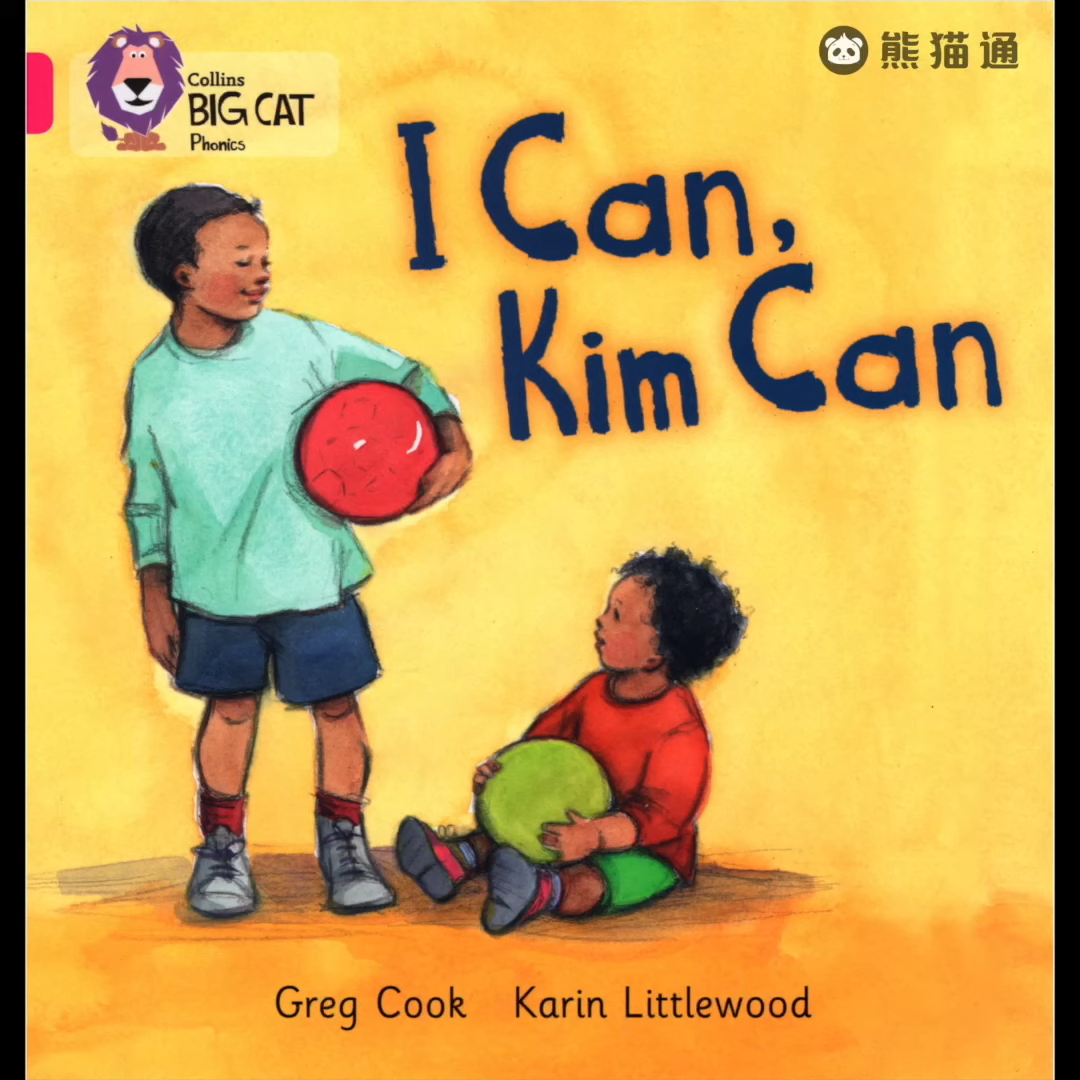 Collins
BIG CAT
Phonics
熊猫通
I Can,
Kim Can
Greg Cook Karin Littlewood